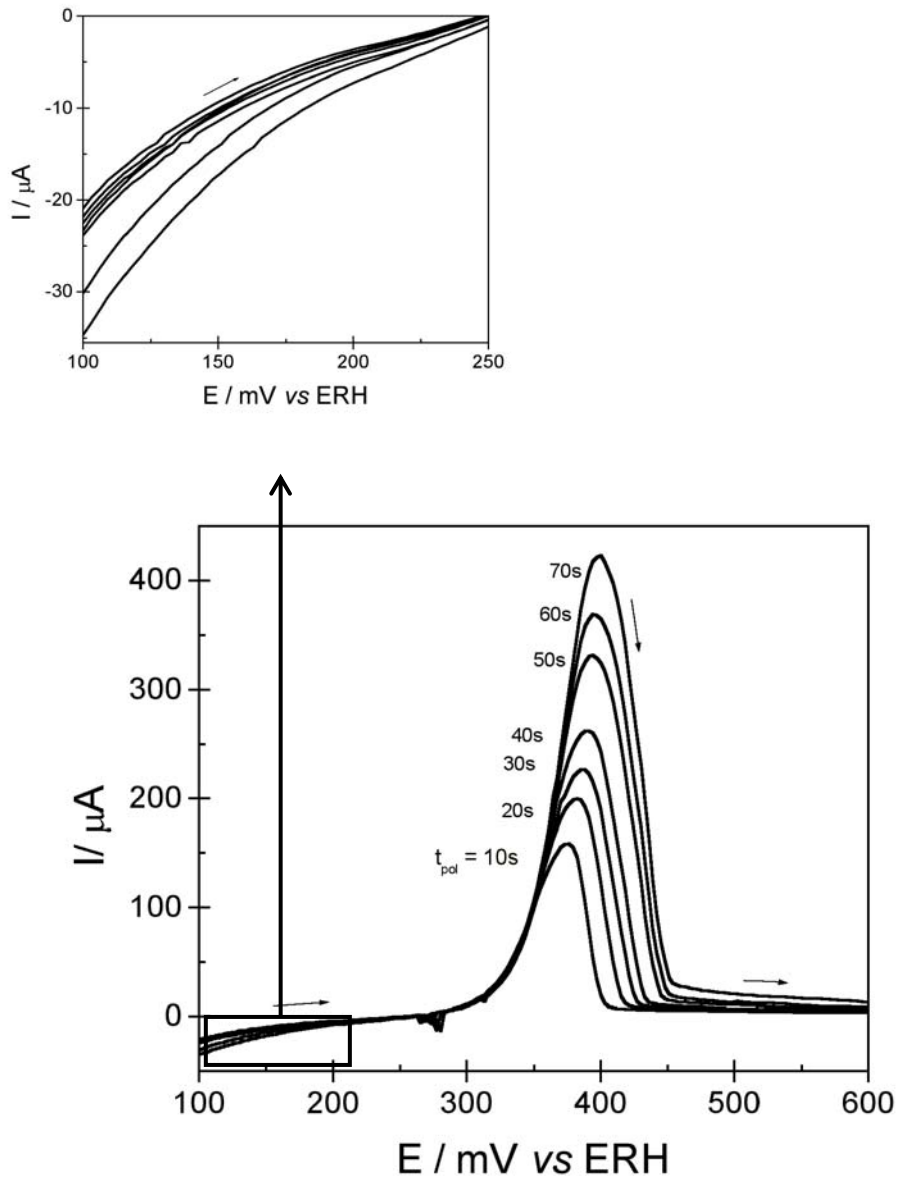 0
-10
-20
-30
I / μA
100 150 200 250
E / mV vs ERH
400
300
200
100
0
I/ μA
70s
60s
50s
40s
30s
20s
t_pol = 10s
100 200 300 400 500 600
E / mV vs ERH